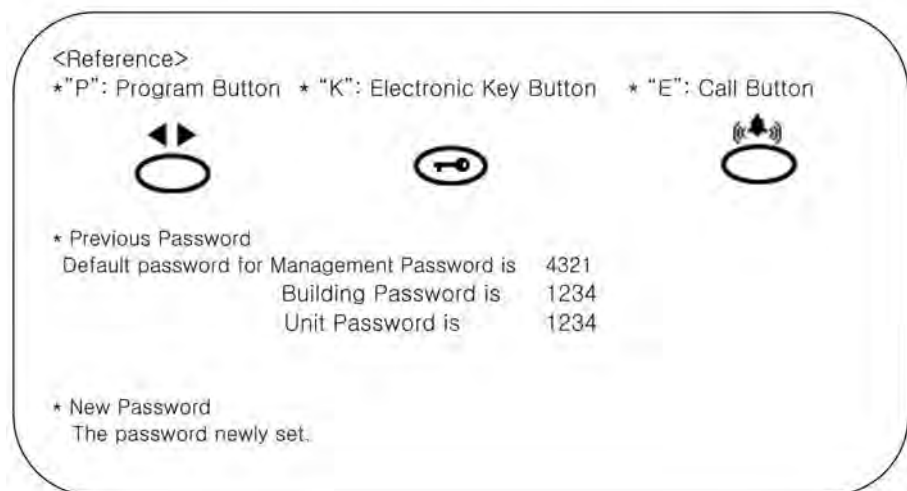 <Reference>
*"P": Program Button * "K": Electronic Key Button * "E": Call Button
* Previous Password
Default password for Management Password is 4321
Building Password is 1234
Unit Password is 1234
* New Password
The password newly set.